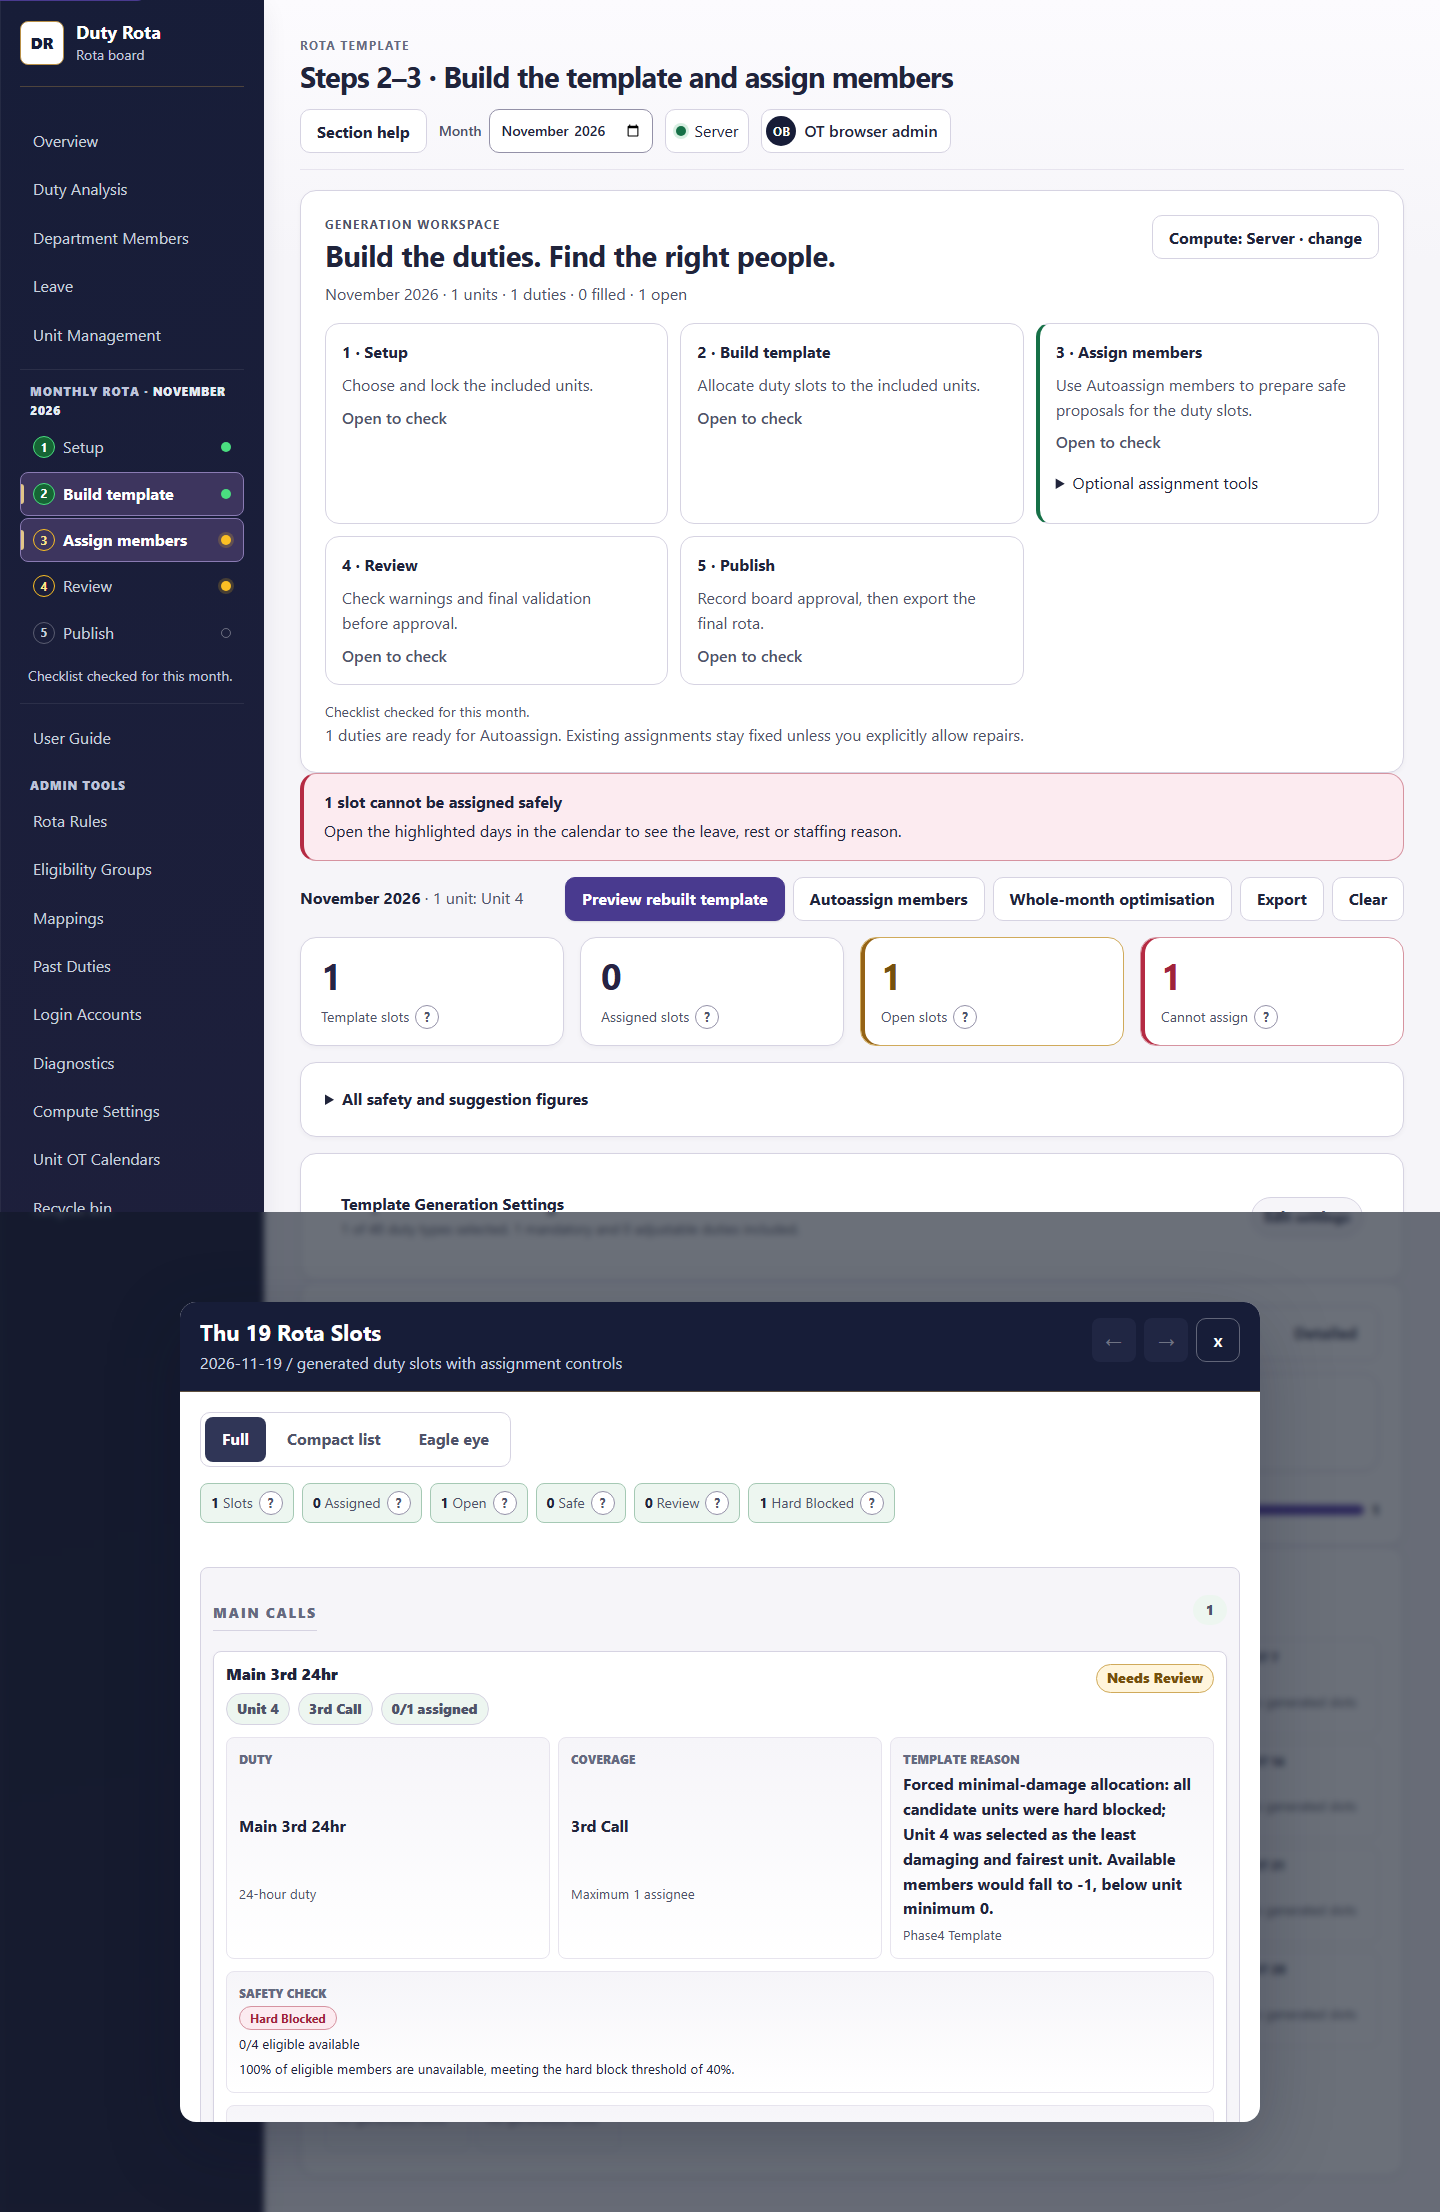 DR
Duty Rota
Rota board
Overview
Duty Analysis
Department Members
Leave
Unit Management
MONTHLY ROTA · NOVEMBER
2026
1 Setup
2 Build template
3 Assign members
4 Review
5 Publish
Checklist checked for this month.
User Guide
ADMIN TOOLS
Rota Rules
Eligibility Groups
Mappings
Past Duties
Login Accounts
Diagnostics
Compute Settings
Unit OT Calendars
Recycle bin
ROTA TEMPLATE
Steps 2–3 · Build the template and assign members
Section help
Month
November 2026
Server
OB OT browser admin
GENERATION WORKSPACE
Build the duties. Find the right people.
November 2026 · 1 units · 1 duties · 0 filled · 1 open
Compute: Server · change
1 · Setup
Choose and lock the included units.
Open to check
2 · Build template
Allocate duty slots to the included units.
Open to check
3 · Assign members
Use Autoassign members to prepare safe
proposals for the duty slots.
Open to check
Optional assignment tools
4 · Review
Check warnings and final validation
before approval.
Open to check
5 · Publish
Record board approval, then export the
final rota.
Open to check
Checklist checked for this month.
1 duties are ready for Autoassign. Existing assignments stay fixed unless you explicitly allow repairs.
1 slot cannot be assigned safely
Open the highlighted days in the calendar to see the leave, rest or staffing reason.
November 2026 · 1 unit: Unit 4
Preview rebuilt template
Autoassign members
Whole-month optimisation
Export
Clear
1
Template slots ?
0
Assigned slots ?
1
Open slots ?
1
Cannot assign ?
All safety and suggestion figures
Template Generation Settings
Edit settings
1 of 48 duty types selected. 1 mandatory and 0 adjustable duties included.
Detailed
Thu 19 Rota Slots
2026-11-19 / generated duty slots with assignment controls
← → x
Full
Compact list
Eagle eye
1 Slots ?
0 Assigned ?
1 Open ?
0 Safe ?
0 Review ?
1 Hard Blocked ?
MAIN CALLS
1
Main 3rd 24hr
Needs Review
Unit 4
3rd Call
0/1 assigned
DUTY
Main 3rd 24hr
24-hour duty
COVERAGE
3rd Call
Maximum 1 assignee
TEMPLATE REASON
Forced minimal-damage allocation: all
candidate units were hard blocked;
Unit 4 was selected as the least
damaging and fairest unit. Available
members would fall to -1, below unit
minimum 0.
Phase4 Template
SAFETY CHECK
Hard Blocked
0/4 eligible available
100% of eligible members are unavailable, meeting the hard block threshold of 40%.